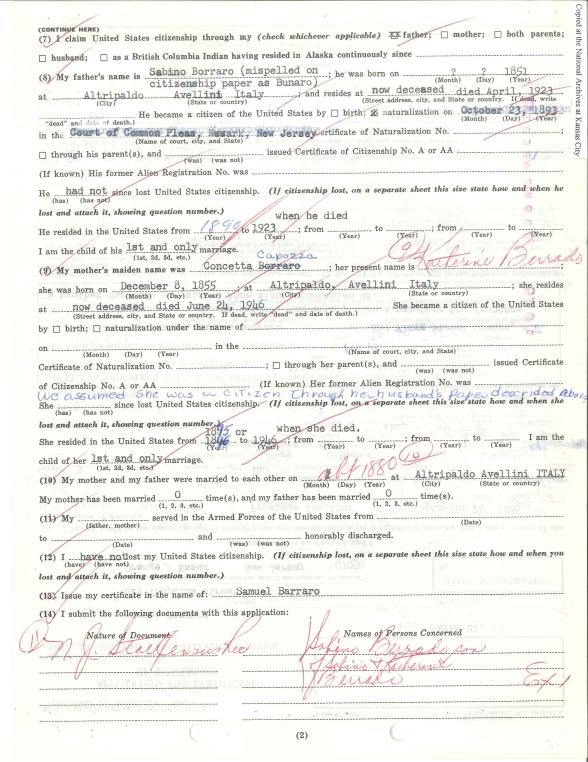 Copied at the National Archives at Kansas City
(CONTINUE HERE)
(7) I claim United States citizenship through my (check whichever applicable) ☒ father; ☐ mother; ☐ both parents;
☐ husband; ☐ as a British Columbia Indian having resided in Alaska continuously since
(8) My father's name is Sabino Borraro (mispelled on citizenship paper as Bunaro); he was born on ? ? 1851
(Month) (Day) (Year)
at Altripaldo Avellini Italy; and resides at now deceased died April, 1923
(City) (State or country) (Street address, city, and State or country. If dead, write
"dead" and date of death.) He became a citizen of the United States by ☐ birth; ☒ naturalization on October 23, 1893
(Month) (Day) (Year)
in the Court of Common Pleas, Newark, New Jersey Certificate of Naturalization No.
(Name of court, city, and State)
☐ through his parent(s), and issued Certificate of Citizenship No. A or AA
(was) (was not)
(If known) His former Alien Registration No. was
He had not since lost United States citizenship. (If citizenship lost, on a separate sheet this size state how and when he
(has) (has not)
lost and attach it, showing question number.) when he died
He resided in the United States from to 1923; from to; from to
(Year) (Year) (Year) (Year) (Year) (Year)
I am the child of his 1st and only marriage.
(1st, 2d, 3d, etc.) Capozza
(9) My mother's maiden name was Concetta Borraro; her present name is Katherine Berrado
she was born on December 8, 1855; at Altripaldo, Avellini Italy; she resides
(Month) (Day) (Year) (City) (State or country)
at now deceased died June 24, 1946 She became a citizen of the United States
(Street address, city, and State or country. If dead, write "dead" and date of death.)
by ☐ birth; ☐ naturalization under the name of
on in the
(Month) (Day) (Year) (Name of court, city, and State)
Certificate of Naturalization No.; ☐ through her parent(s), and issued Certificate
(was) (was not)
of Citizenship No. A or AA (If known) Her former Alien Registration No. was
We assumed she was a citizen through her husband's paper described above
She since lost United States citizenship. (If citizenship lost, on a separate sheet this size state how and when she
(has) (has not)
lost and attach it, showing question number.) 1895 or when she died.
She resided in the United States from 1896 to 1946; from to; from to I am the
(Year) (Year) (Year) (Year) (Year) (Year)
child of her 1st and only marriage.
(1st, 2d, 3d, etc.)
(10) My mother and my father were married to each other on 1880 at Altripaldo Avellini ITALY
(Month) (Day) (Year) (City) (State or country)
My mother has been married 0 time(s), and my father has been married 0 time(s).
(1, 2, 3, etc.) (1, 2, 3, etc.)
(11) My served in the Armed Forces of the United States from
(father, mother) (Date)
to and honorably discharged.
(Date) (was) (was not)
(12) I have not lost my United States citizenship. (If citizenship lost, on a separate sheet this size state how and when you
(have) (have not)
lost and attach it, showing question number.)
(13) Issue my certificate in the name of: Samuel Barraro
(14) I submit the following documents with this application:
Nature of Document Names of Persons Concerned
N. J. State Census Rec Sabino Berrado son
of Sabino & Katherine
Berrado
Ex 1
(2)